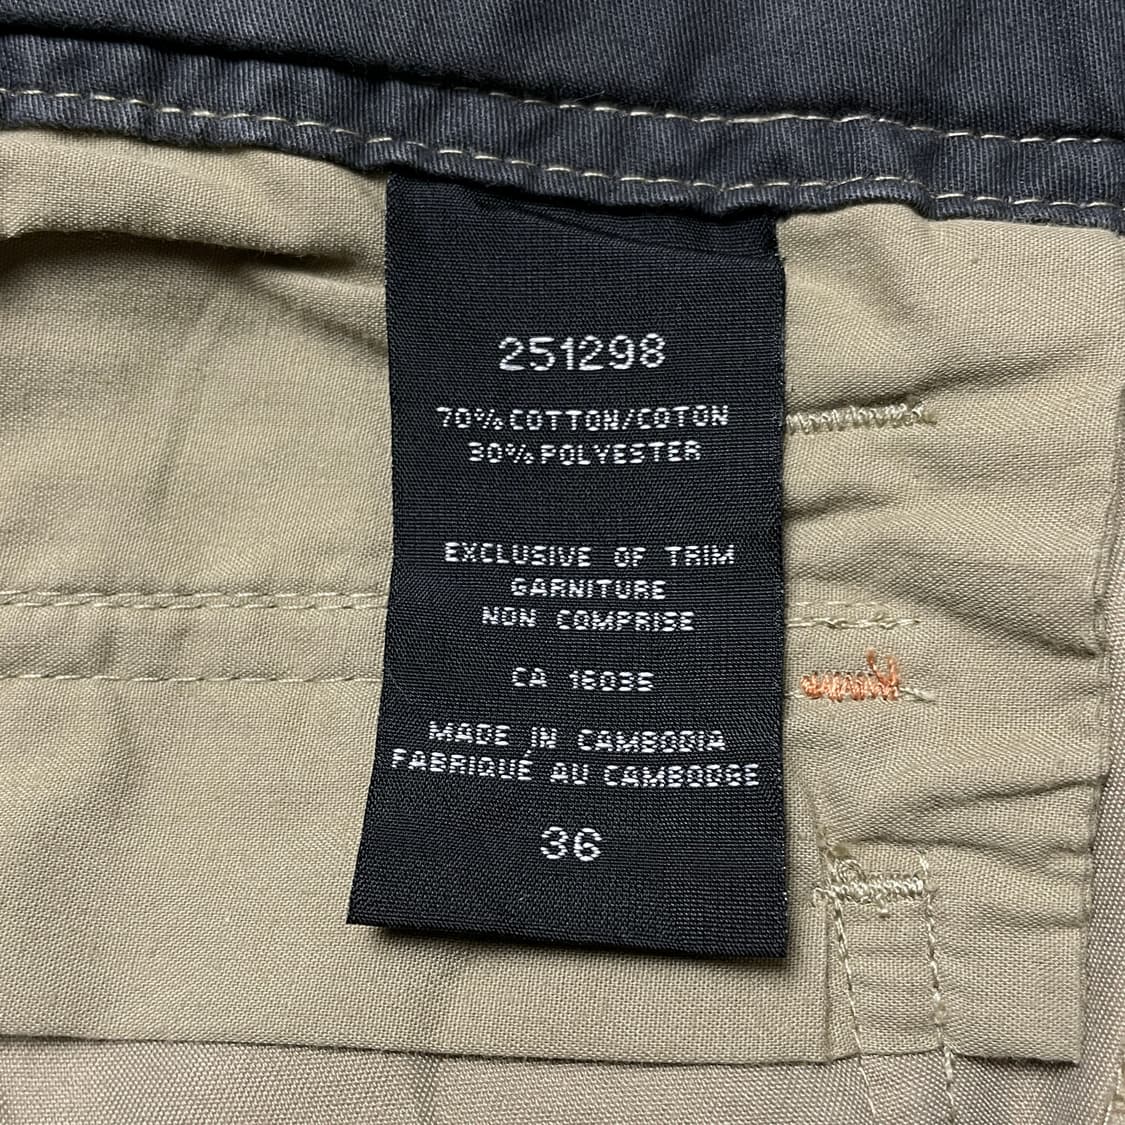 251298
70% COTTON/COTON
30% POLYESTER
EXCLUSIVE OF TRIM
GARNITURE
NON COMPRISE
CA 16035
MADE IN CAMBODIA
FABRIQUÉ AU CAMBODGE
36